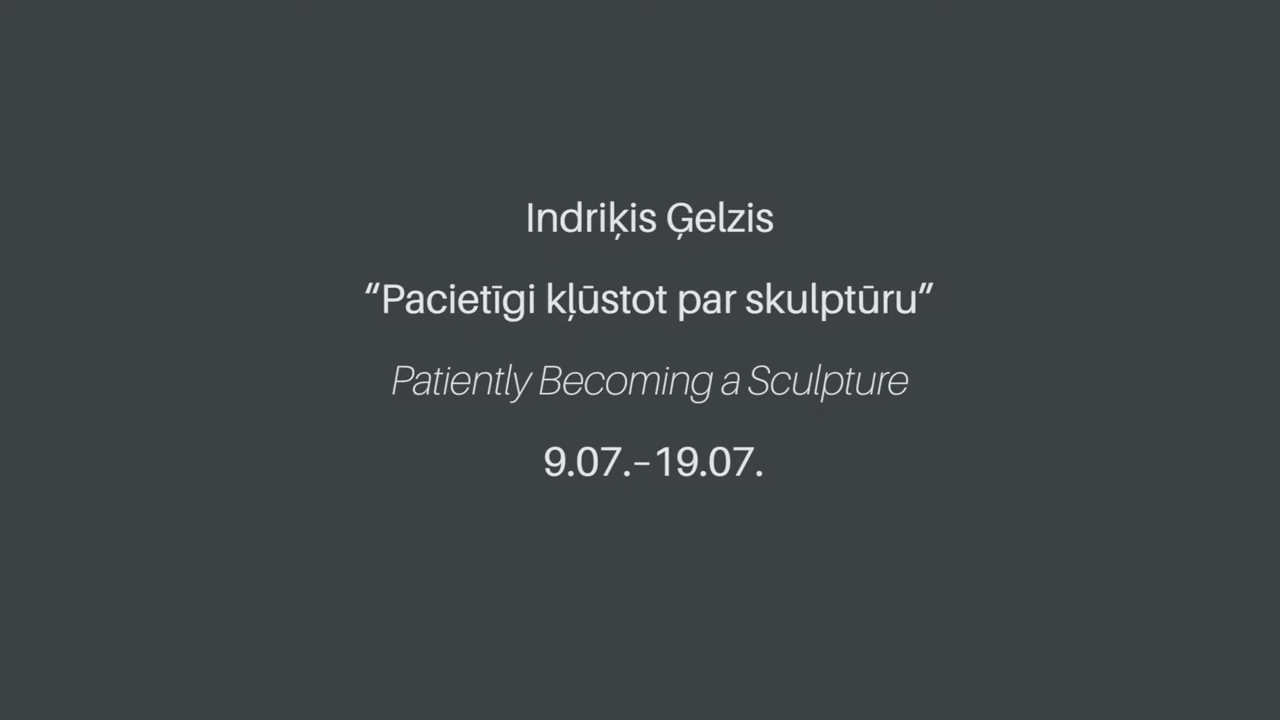 Indriķis Ģelzis
“Pacietīgi kļūstot par skulptūru”
Patiently Becoming a Sculpture
9.07.–19.07.